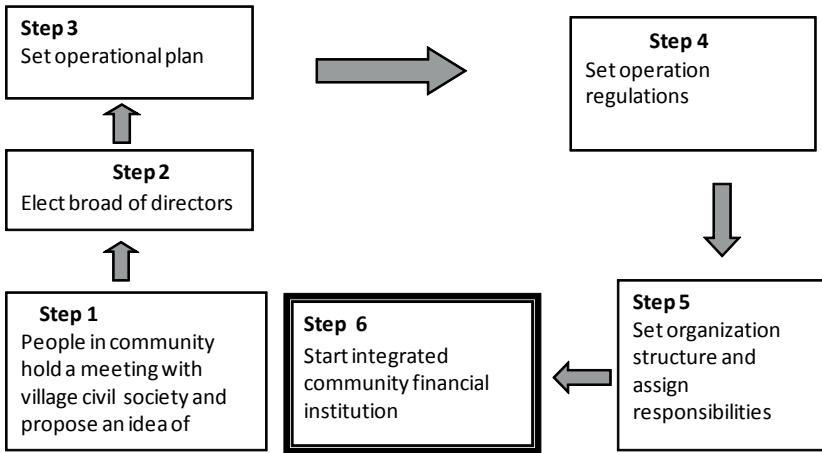 Step 1
People in community
hold a meeting with
village civil society and
propose an idea of
Step 2
Elect broad of directors
Step 3
Set operational plan
Step 4
Set operation
regulations
Step 5
Set organization
structure and
assign
responsibilities
Step 6
Start integrated
community financial
institution